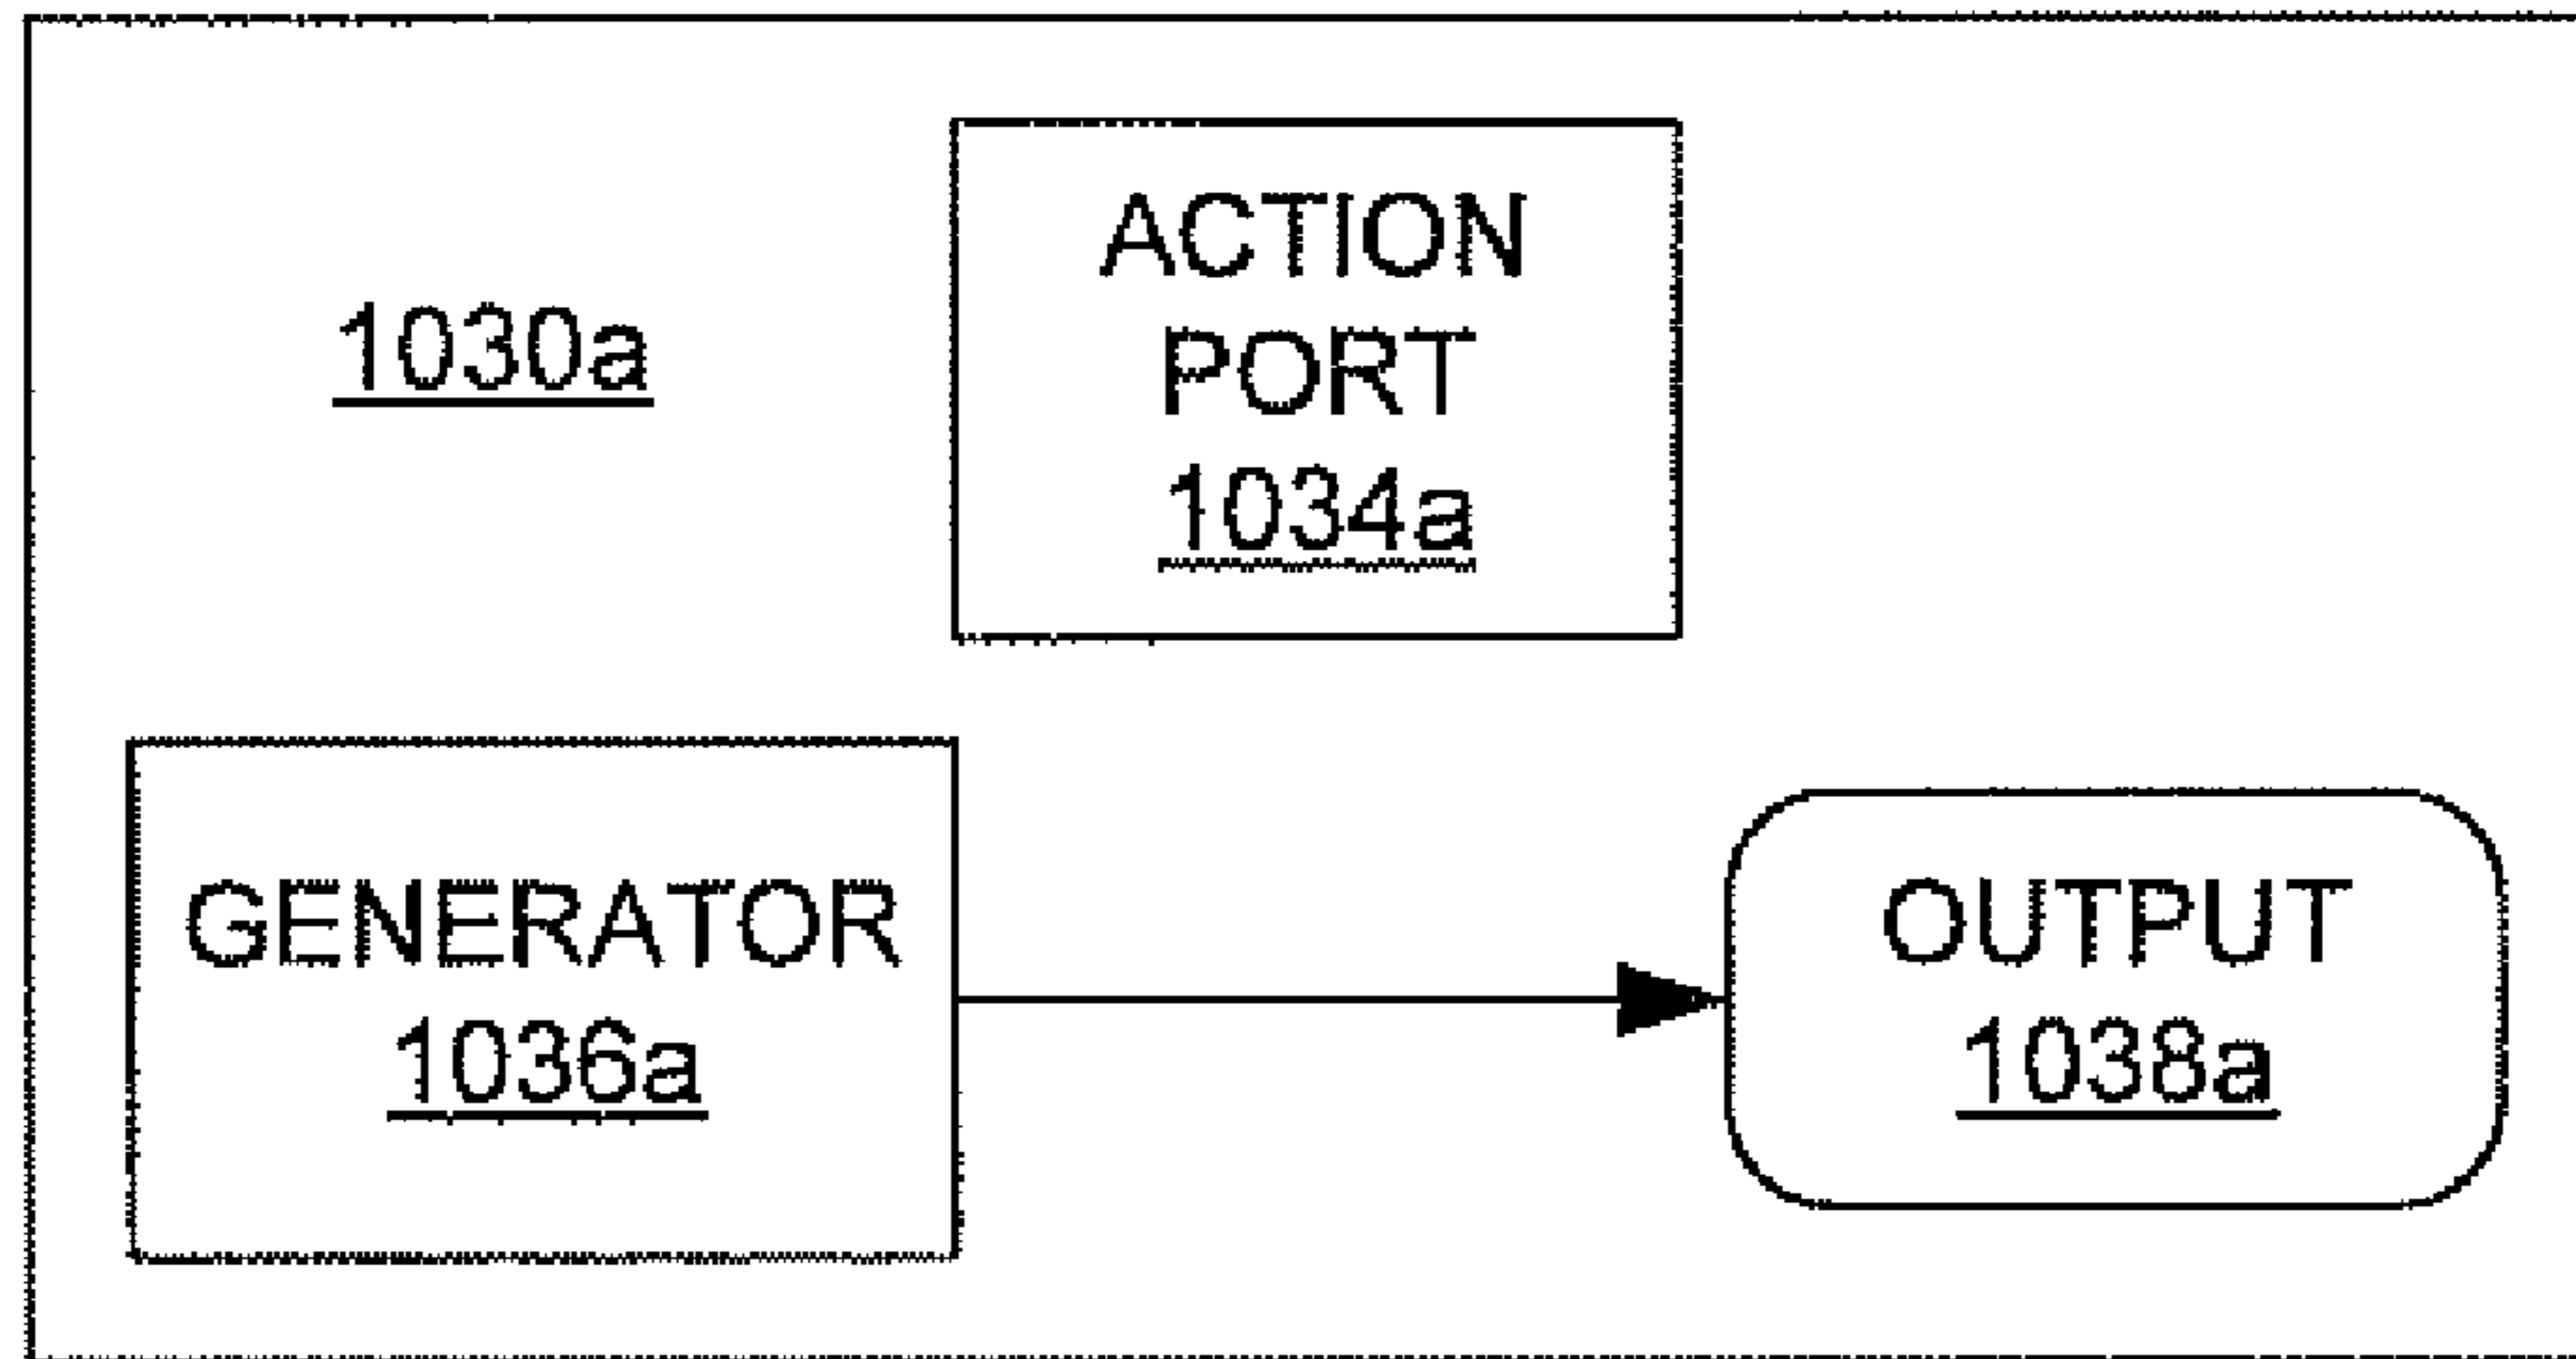 1030a
ACTION
PORT
1034a
GENERATOR
1036a
OUTPUT
1038a